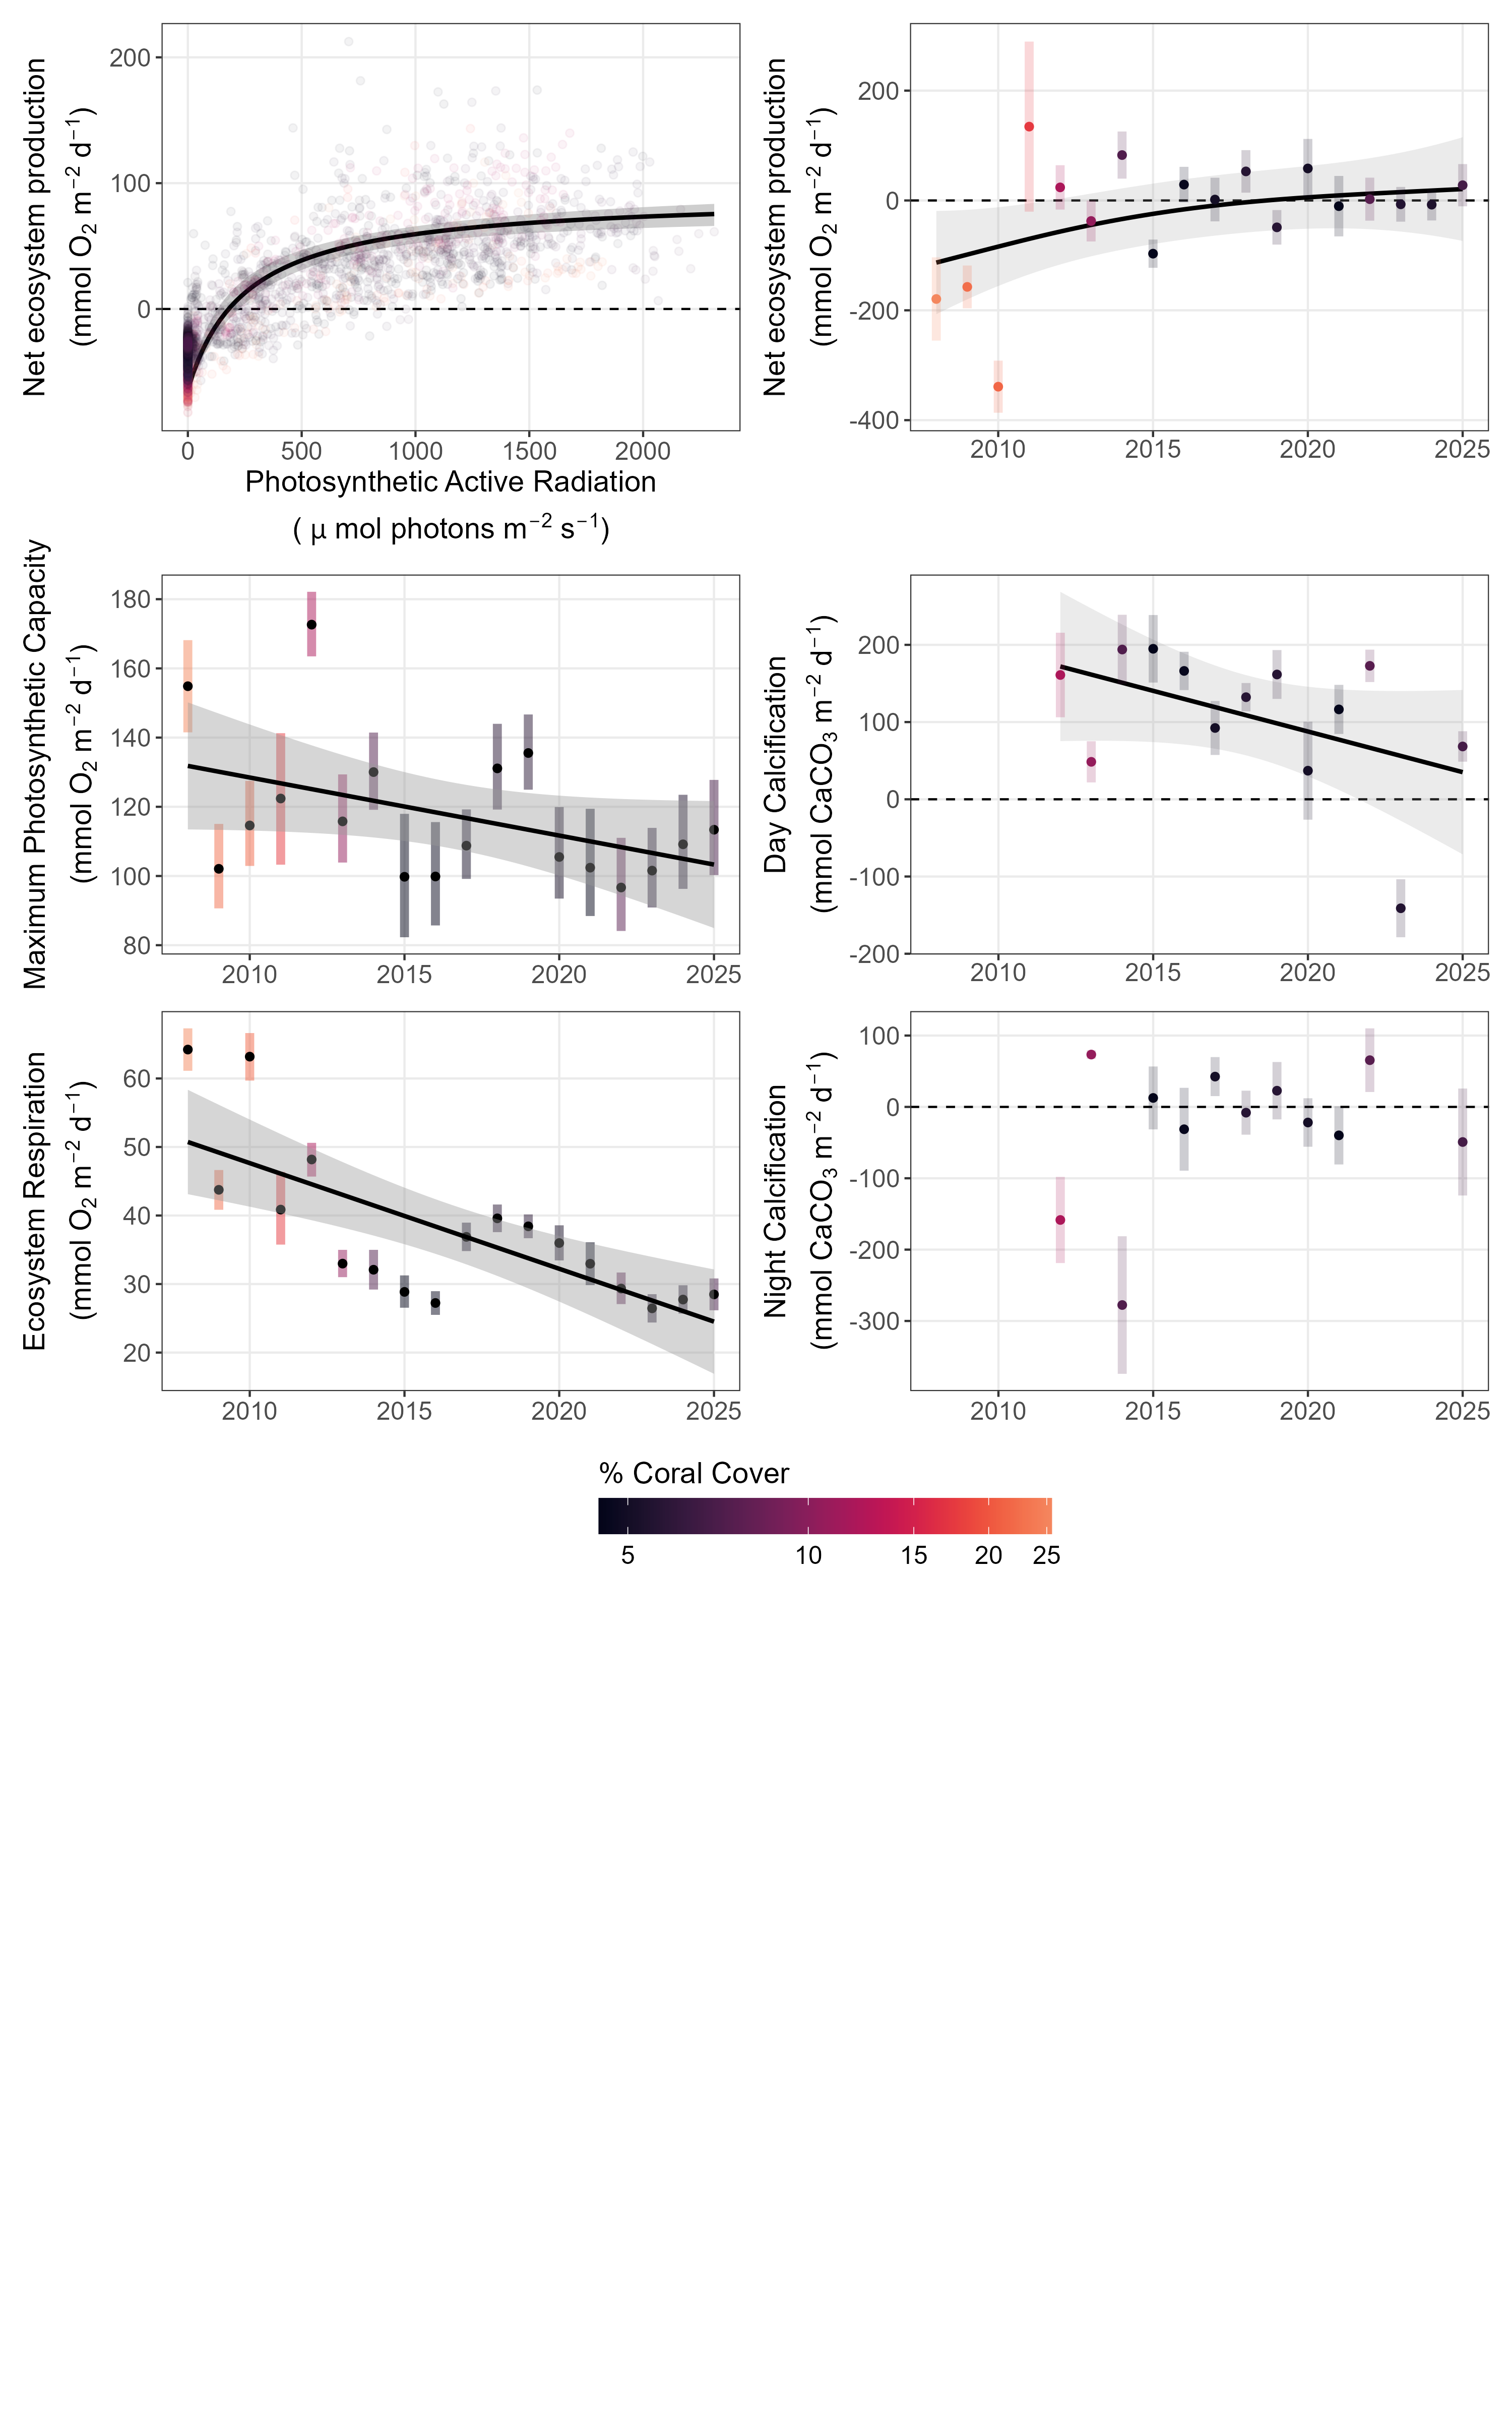 Net ecosystem production
(mmol O₂ m⁻² d⁻¹)
200
100
0
0 500 1000 1500 2000
Photosynthetic Active Radiation
( µ mol photons m⁻² s⁻¹)
Net ecosystem production
(mmol O₂ m⁻² d⁻¹)
200
0
-200
-400
2010 2015 2020 2025
Maximum Photosynthetic Capacity
(mmol O₂ m⁻² d⁻¹)
180
160
140
120
100
80
2010 2015 2020 2025
Day Calcification
(mmol CaCO₃ m⁻² d⁻¹)
200
100
0
-100
-200
2010 2015 2020 2025
Ecosystem Respiration
(mmol O₂ m⁻² d⁻¹)
60
50
40
30
20
2010 2015 2020 2025
Night Calcification
(mmol CaCO₃ m⁻² d⁻¹)
100
0
-100
-200
-300
2010 2015 2020 2025
% Coral Cover
5 10 15 20 25